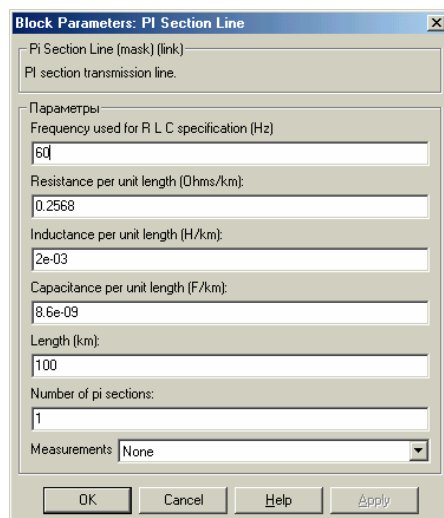 Block Parameters: PI Section Line
Pi Section Line (mask) (link)
PI section transmission line.
Параметры
Frequency used for R L C specification (Hz)
60
Resistance per unit length (Ohms/km):
0.2568
Inductance per unit length (H/km):
2e-03
Capacitance per unit length (F/km):
8.6e-09
Length (km):
100
Number of pi sections:
1
Measurements None
OK Cancel Help Apply